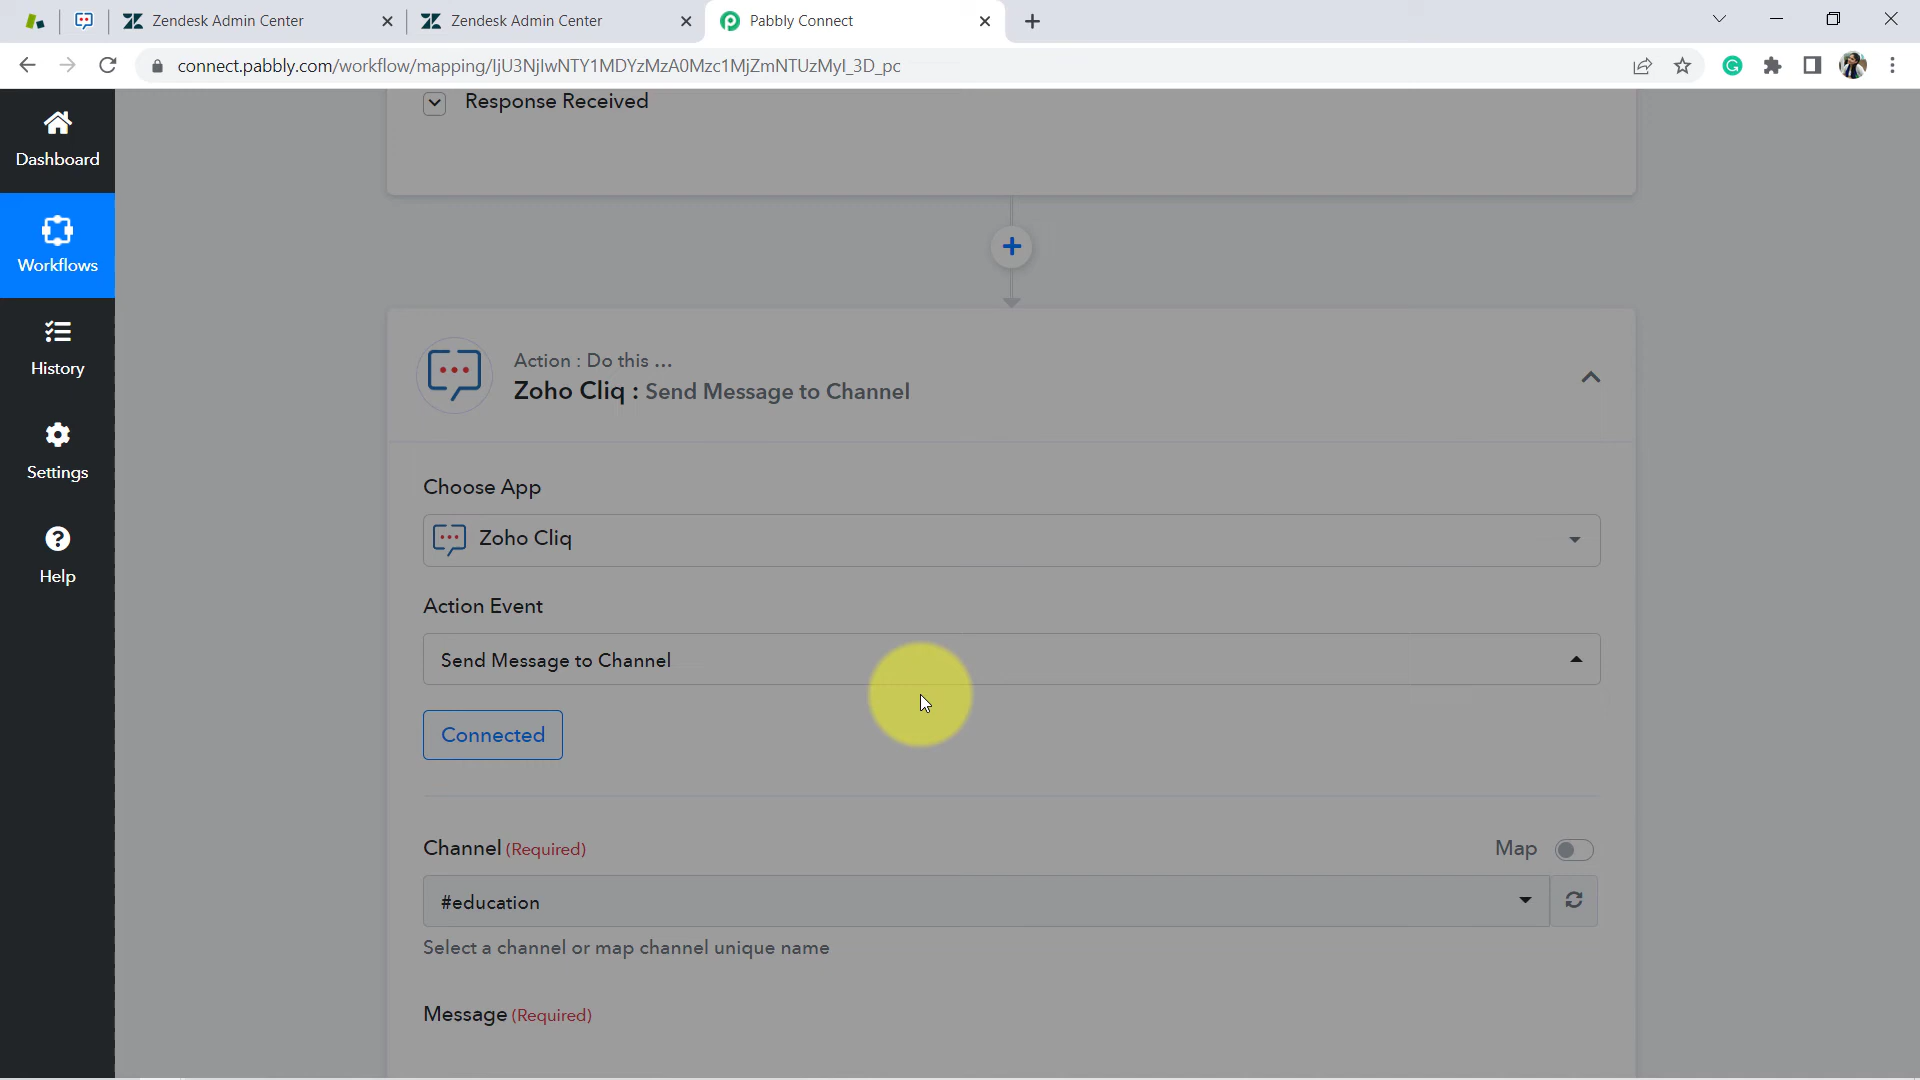 Zendesk Admin Center
Zendesk Admin Center
Pabbly Connect
connect.pabbly.com/workflow/mapping/IjU3NjIwNTY1MDYzMzA0Mzc1MjZmNTUzMyI_3D_pc
Dashboard
Workflows
History
Settings
Help
Response Received
Action : Do this ...
Zoho Cliq : Send Message to Channel
Choose App
Zoho Cliq
Action Event
Send Message to Channel
Connected
Channel (Required)
Map
#education
Select a channel or map channel unique name
Message (Required)